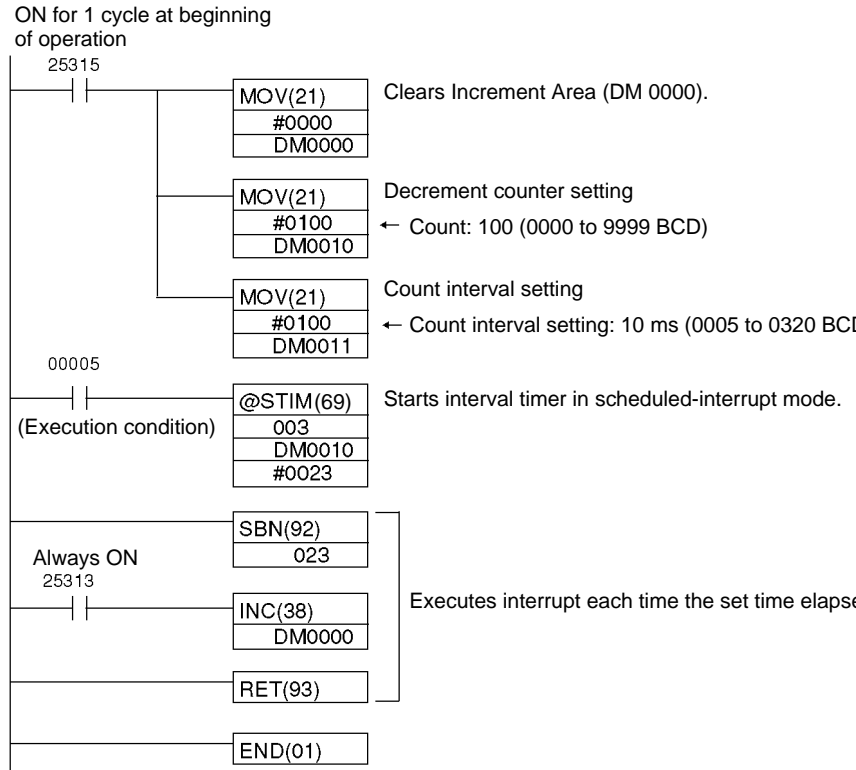 ON for 1 cycle at beginning
of operation
25315
MOV(21)
#0000
DM0000
Clears Increment Area (DM 0000).
MOV(21)
#0100
DM0010
Decrement counter setting
← Count: 100 (0000 to 9999 BCD)
MOV(21)
#0100
DM0011
Count interval setting
← Count interval setting: 10 ms (0005 to 0320 BCD
00005
(Execution condition)
@STIM(69)
003
DM0010
#0023
Starts interval timer in scheduled-interrupt mode.
SBN(92)
023
Always ON
25313
INC(38)
DM0000
Executes interrupt each time the set time elapse
RET(93)
END(01)